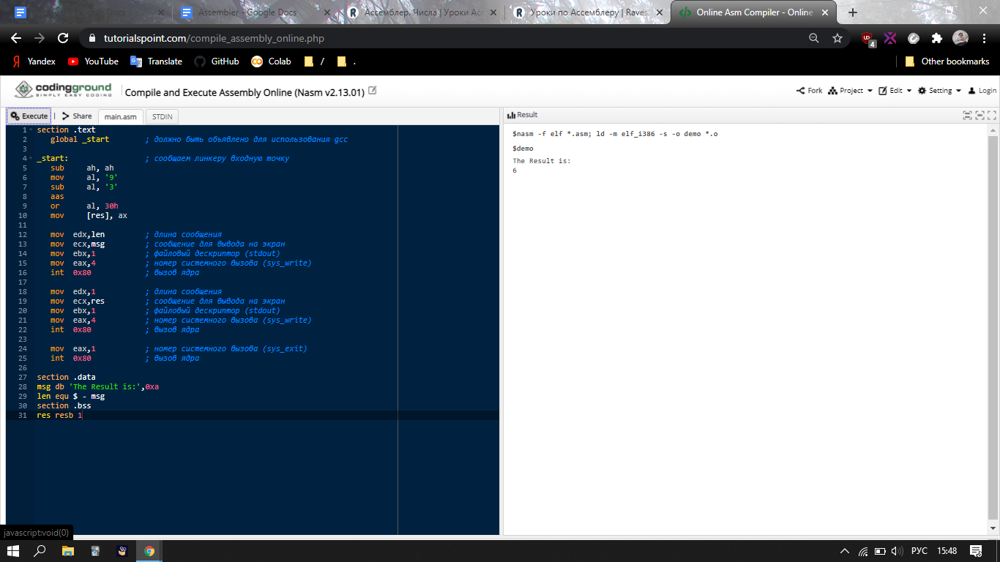 Assembler - Google Docs
Ассемблер. Числа | Уроки Асс
Уроки по Ассемблеру | Raves
Online Asm Compiler - Online
tutorialspoint.com/compile_assembly_online.php
4
Yandex
YouTube
Translate
GitHub
Colab
/
.
Other bookmarks
codingground
SIMPLY EASY CODING
Compile and Execute Assembly Online (Nasm v2.13.01)
Fork
Project
Edit
Setting
Login
Execute | Share main.asm STDIN
1 section .text
2 global _start ; должно быть объявлено для использования gcc
3
4 _start: ; сообщаем линкеру входную точку
5 sub ah, ah
6 mov al, '9'
7 sub al, '3'
8 aas
9 or al, 30h
10 mov [res], ax
11
12 mov edx,len ; длина сообщения
13 mov ecx,msg ; сообщение для вывода на экран
14 mov ebx,1 ; файловый дескриптор (stdout)
15 mov eax,4 ; номер системного вызова (sys_write)
16 int 0x80 ; вызов ядра
17
18 mov edx,1 ; длина сообщения
19 mov ecx,res ; сообщение для вывода на экран
20 mov ebx,1 ; файловый дескриптор (stdout)
21 mov eax,4 ; номер системного вызова (sys_write)
22 int 0x80 ; вызов ядра
23
24 mov eax,1 ; номер системного вызова (sys_exit)
25 int 0x80 ; вызов ядра
26
27 section .data
28 msg db 'The Result is:',0xa
29 len equ $ - msg
30 section .bss
31 res resb 1
Result
$nasm -f elf *.asm; ld -m elf_i386 -s -o demo *.o
$demo
The Result is:
6
javascript:void(0)
РУС
15:48